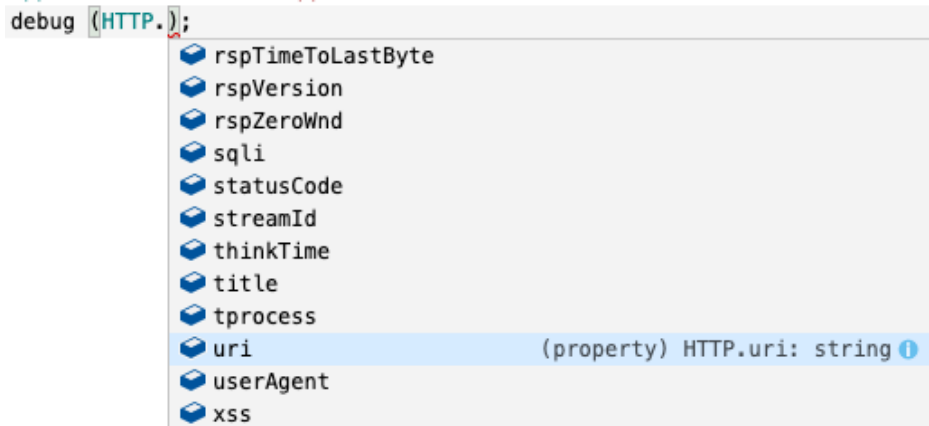 debug (HTTP.);
rspTimeToLastByte
rspVersion
rspZeroWnd
sqli
statusCode
streamId
thinkTime
title
tprocess
uri (property) HTTP.uri: string
userAgent
xss